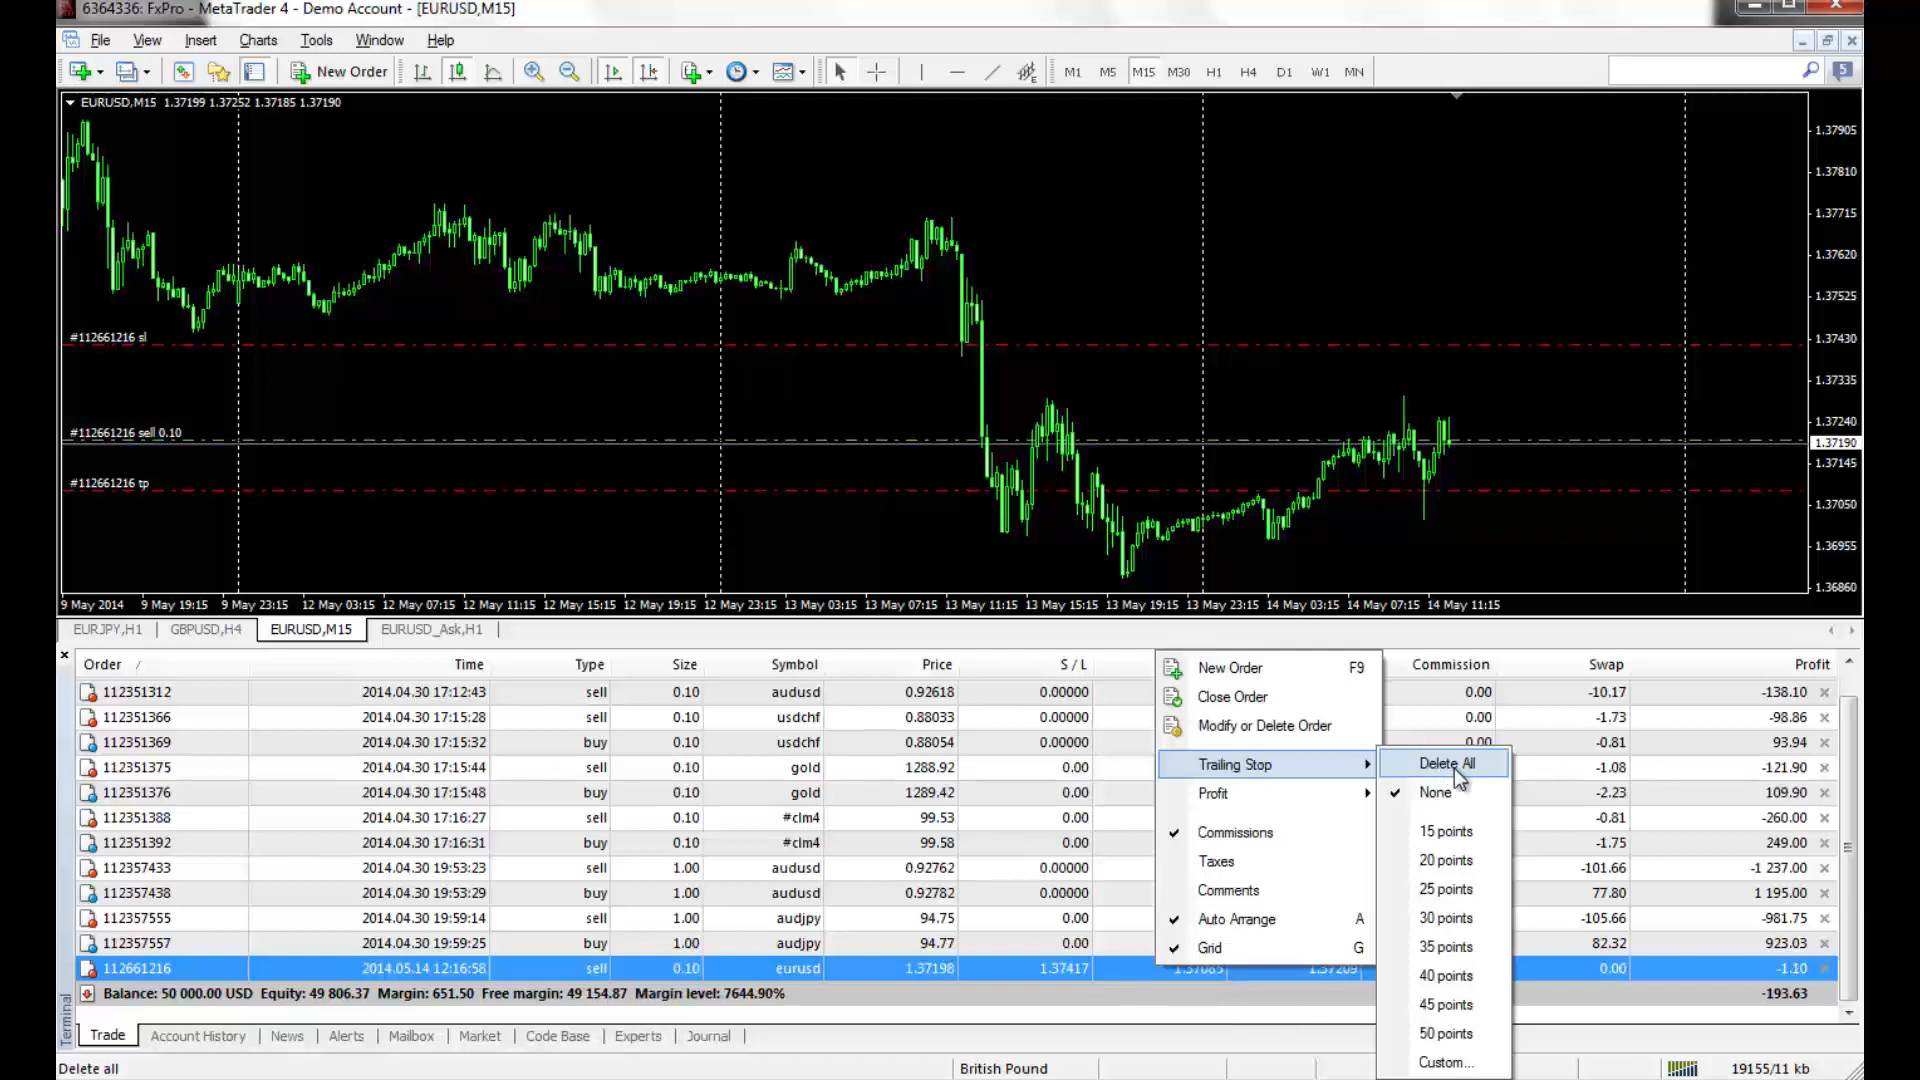 6364336: FxPro - MetaTrader 4 - Demo Account - [EURUSD,M15]
File View Insert Charts Tools Window Help
New Order M1 M5 M15 M30 H1 H4 D1 W1 MN 5
EURUSD,M15 1.37199 1.37252 1.37185 1.37190
1.37905
1.37810
1.37715
1.37620
1.37525
#112661216 sl
1.37430
1.37335
1.37240
#112661216 sell 0.10
1.37190
1.37145
#112661216 tp
1.37050
1.36955
1.36860
9 May 2014 9 May 19:15 9 May 23:15 12 May 03:15 12 May 07:15 12 May 11:15 12 May 15:15 12 May 19:15 12 May 23:15 13 May 03:15 13 May 07:15 13 May 11:15 13 May 15:15 13 May 19:15 13 May 23:15 14 May 03:15 14 May 07:15 14 May 11:15
EURJPY,H1 GBPUSD,H4 EURUSD,M15 EURUSD_Ask,H1
Order / Time Type Size Symbol Price S / L Commission Swap Profit
112351312 2014.04.30 17:12:43 sell 0.10 audusd 0.92618 0.00000 0.00 -10.17 -138.10
112351366 2014.04.30 17:15:28 sell 0.10 usdchf 0.88033 0.00000 0.00 -1.73 -98.86
112351369 2014.04.30 17:15:32 buy 0.10 usdchf 0.88054 0.00000 0.00 -0.81 93.94
112351375 2014.04.30 17:15:44 sell 0.10 gold 1288.92 0.00 -1.08 -121.90
112351376 2014.04.30 17:15:48 buy 0.10 gold 1289.42 0.00 -2.23 109.90
112351388 2014.04.30 17:16:27 sell 0.10 #clm4 99.53 0.00 -0.81 -260.00
112351392 2014.04.30 17:16:31 buy 0.10 #clm4 99.58 0.00 -1.75 249.00
112357433 2014.04.30 19:53:23 sell 1.00 audusd 0.92762 0.00000 -101.66 -1 237.00
112357438 2014.04.30 19:53:29 buy 1.00 audusd 0.92782 0.00000 77.80 1 195.00
112357555 2014.04.30 19:59:14 sell 1.00 audjpy 94.75 0.00 -105.66 -981.75
112357557 2014.04.30 19:59:25 buy 1.00 audjpy 94.77 0.00 82.32 923.03
112661216 2014.05.14 12:16:58 sell 0.10 eurusd 1.37198 1.37417 1.37085 1.37209 0.00 -1.10
Balance: 50 000.00 USD Equity: 49 806.37 Margin: 651.50 Free margin: 49 154.87 Margin level: 7644.90% -193.63
New Order F9
Close Order
Modify or Delete Order
Trailing Stop
Profit
Commissions
Taxes
Comments
Auto Arrange A
Grid G
Delete All
None
15 points
20 points
25 points
30 points
35 points
40 points
45 points
50 points
Custom...
Terminal
Trade Account History News Alerts Mailbox Market Code Base Experts Journal
Delete all British Pound 19155/11 kb